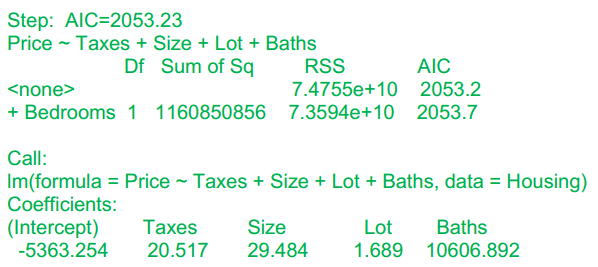 Step: AIC=2053.23
Price ~ Taxes + Size + Lot + Baths
Df Sum of Sq RSS AIC
<none> 7.4755e+10 2053.2
+ Bedrooms 1 1160850856 7.3594e+10 2053.7
Call:
lm(formula = Price ~ Taxes + Size + Lot + Baths, data = Housing)
Coefficients:
(Intercept) Taxes Size Lot Baths
-5363.254 20.517 29.484 1.689 10606.892